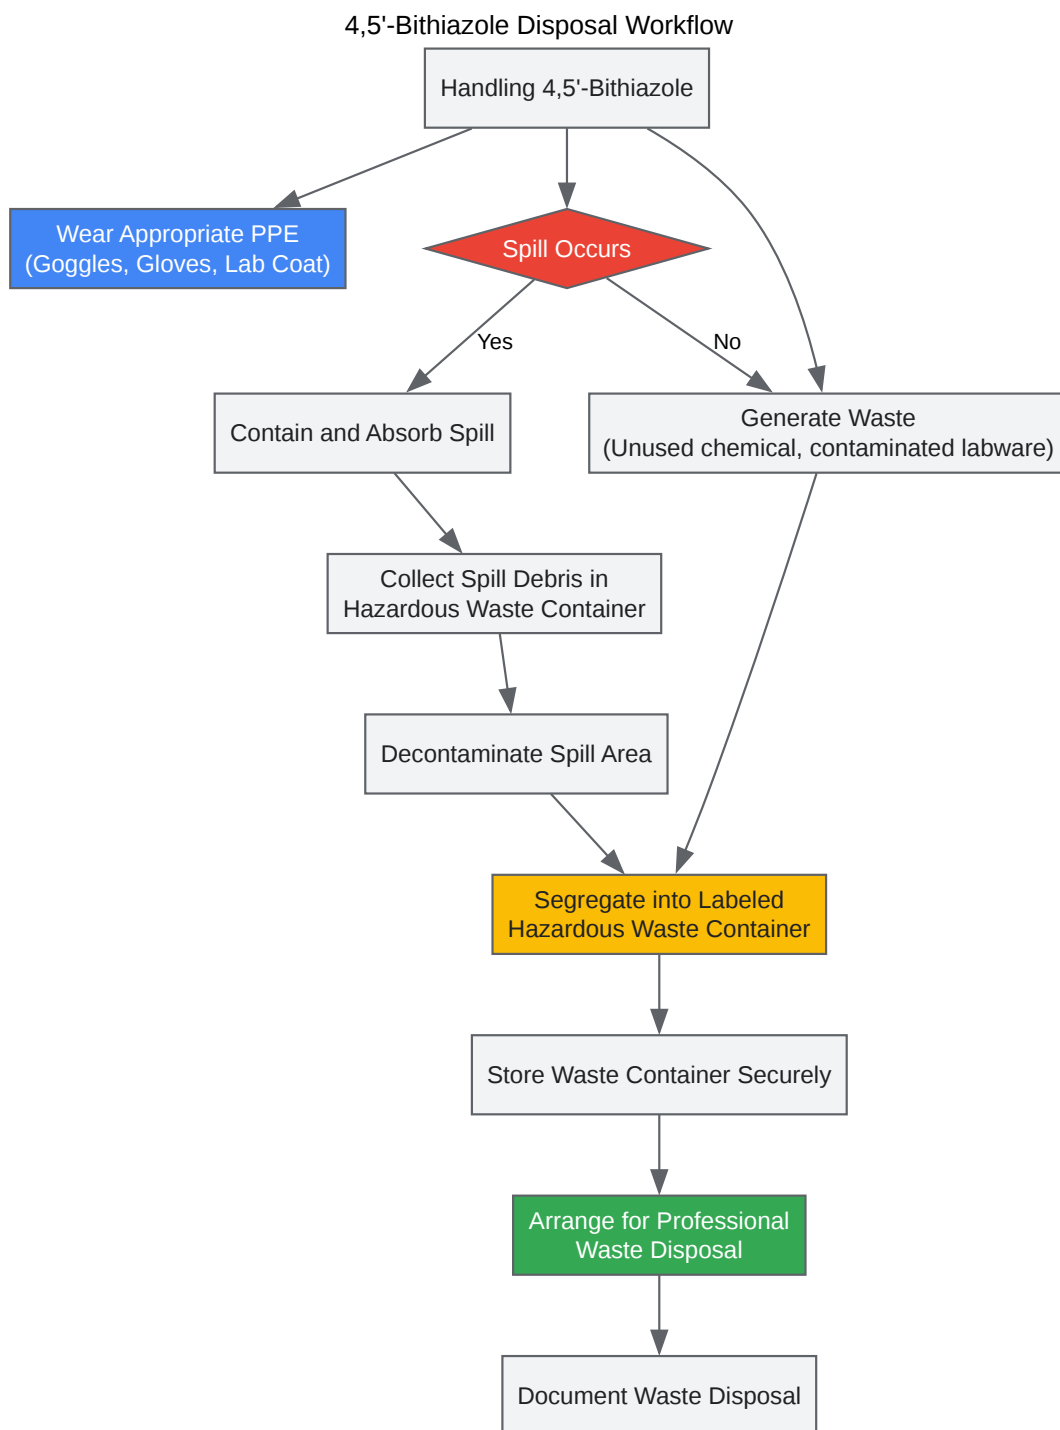 4,5'-Bithiazole Disposal Workflow
Handling 4,5'-Bithiazole
Wear Appropriate PPE
(Goggles, Gloves, Lab Coat)
Spill Occurs
Yes
No
Contain and Absorb Spill
Generate Waste
(Unused chemical, contaminated labware)
Collect Spill Debris in
Hazardous Waste Container
Decontaminate Spill Area
Segregate into Labeled
Hazardous Waste Container
Store Waste Container Securely
Arrange for Professional
Waste Disposal
Document Waste Disposal